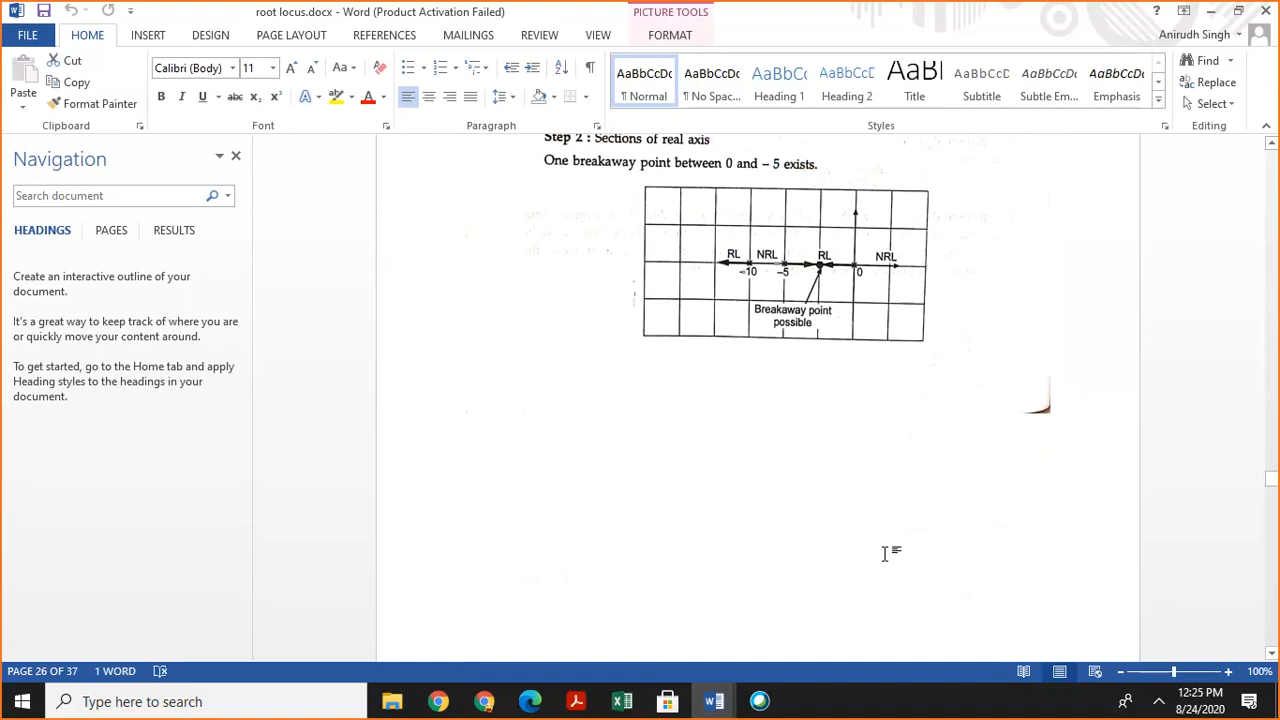 root locus.docx - Word (Product Activation Failed)
PICTURE TOOLS
FILE HOME INSERT DESIGN PAGE LAYOUT REFERENCES MAILINGS REVIEW VIEW FORMAT
Anirudh Singh
Paste
Cut
Copy
Format Painter
Calibri (Body) 11
AaBbCcDc AaBbCcDc AaBbCc AaBbCcD AaBl AaBbCcD AaBbCcDc AaBbCcDc
¶ Normal ¶ No Spac... Heading 1 Heading 2 Title Subtitle Subtle Em... Emphasis
Find
Replace
Select
Clipboard Font Paragraph Styles Editing
Navigation
Search document
HEADINGS PAGES RESULTS
Create an interactive outline of your
document.
It's a great way to keep track of where you are
or quickly move your content around.
To get started, go to the Home tab and apply
Heading styles to the headings in your
document.
Step 2 : Sections of real axis
One breakaway point between 0 and – 5 exists.
RL NRL RL NRL
–10 –5 0
Breakaway point
possible
PAGE 26 OF 37 1 WORD
100%
Type here to search
12:25 PM
8/24/2020